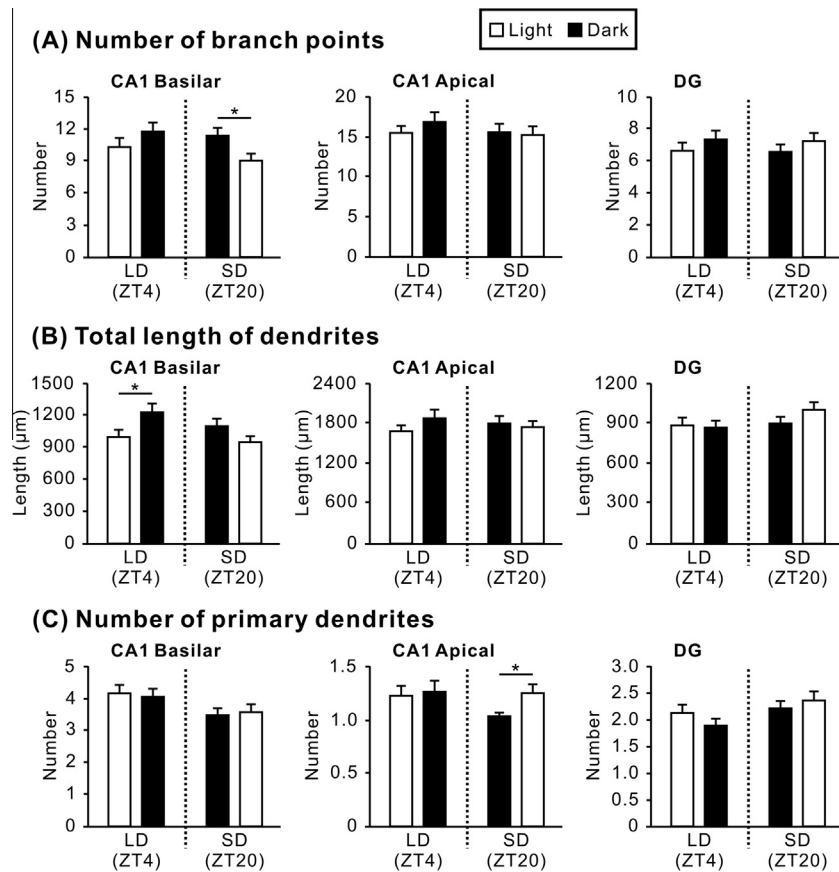 Light Dark
(A) Number of branch points
CA1 Basilar CA1 Apical DG
Number
15
12
9
6
3
0
LD SD
(ZT4) (ZT20)
*
Number
20
15
10
5
0
LD SD
(ZT4) (ZT20)
Number
10
8
6
4
2
0
LD SD
(ZT4) (ZT20)
(B) Total length of dendrites
CA1 Basilar CA1 Apical DG
Length (µm)
1500
1200
900
600
300
0
LD SD
(ZT4) (ZT20)
*
Length (µm)
2400
1800
1200
600
0
LD SD
(ZT4) (ZT20)
Length (µm)
1200
900
600
300
0
LD SD
(ZT4) (ZT20)
(C) Number of primary dendrites
CA1 Basilar CA1 Apical DG
Number
5
4
3
2
1
0
LD SD
(ZT4) (ZT20)
Number
1.5
1.0
0.5
0
LD SD
(ZT4) (ZT20)
*
Number
3.0
2.5
2.0
1.5
1.0
0.5
0
LD SD
(ZT4) (ZT20)